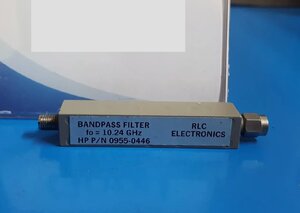 BANDPASS FILTER
fo = 10.24 GHz
HP P/N 0955-0446
RLC
ELECTRONICS